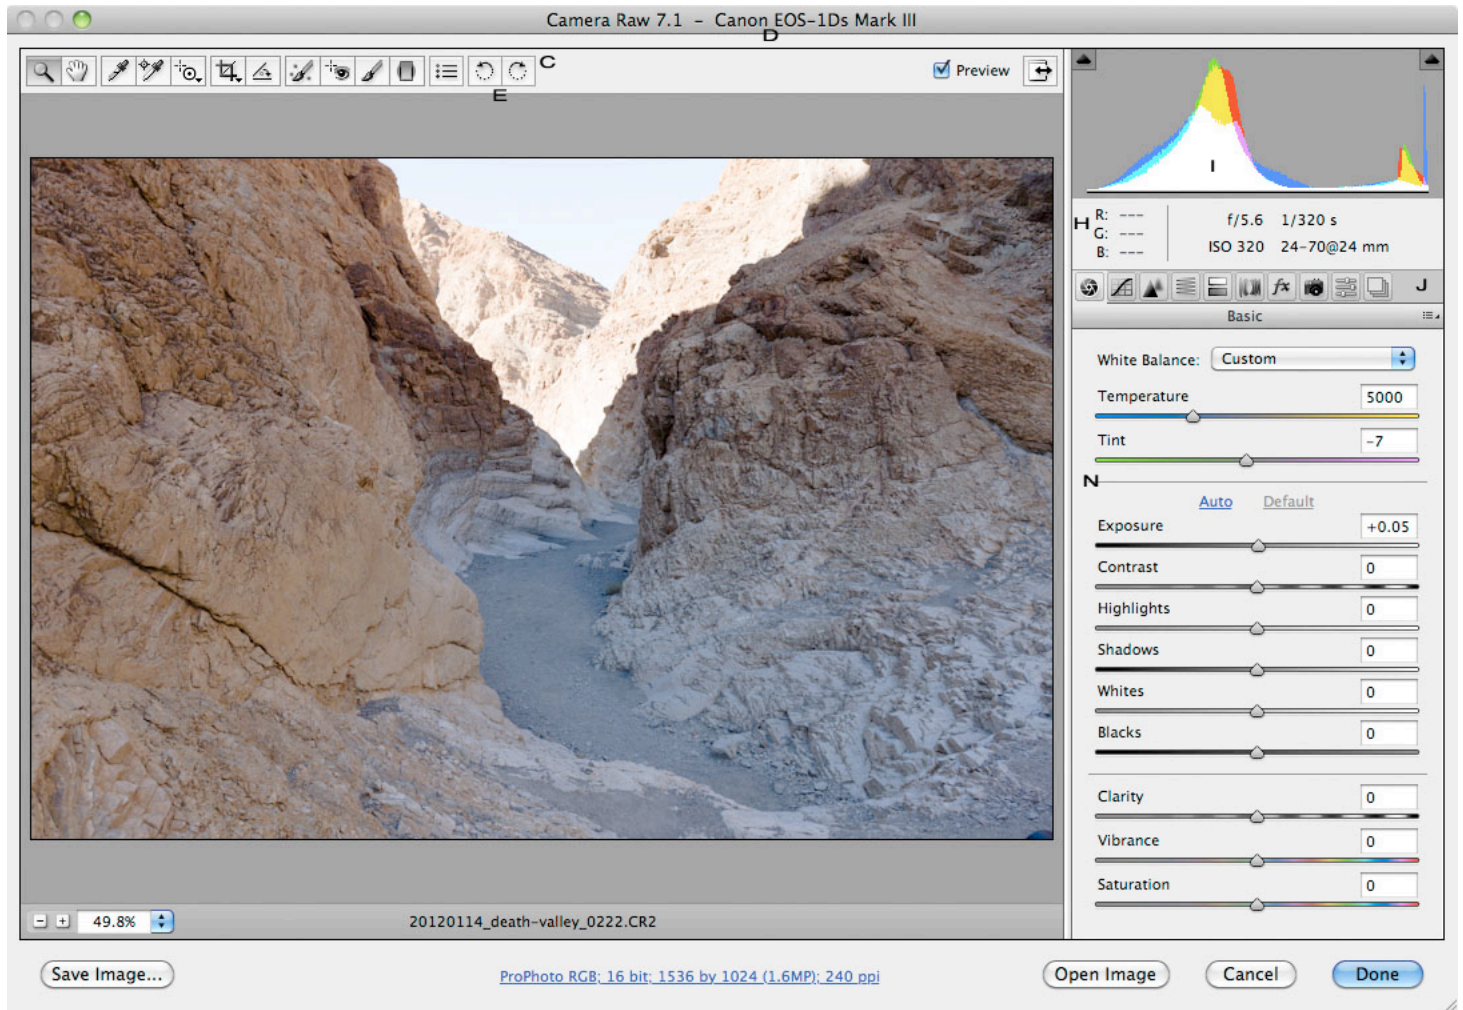 Camera Raw 7.1 – Canon EOS-1Ds Mark III
D
C
Preview
E
I
H
R: ---
G: ---
B: ---
f/5.6 1/320 s
ISO 320 24-70@24 mm
fx
J
Basic
White Balance: Custom
Temperature 5000
Tint -7
N
Auto Default
Exposure +0.05
Contrast 0
Highlights 0
Shadows 0
Whites 0
Blacks 0
Clarity 0
Vibrance 0
Saturation 0
49.8%
20120114_death-valley_0222.CR2
Save Image...
ProPhoto RGB; 16 bit; 1536 by 1024 (1.6MP); 240 ppi
Open Image
Cancel
Done